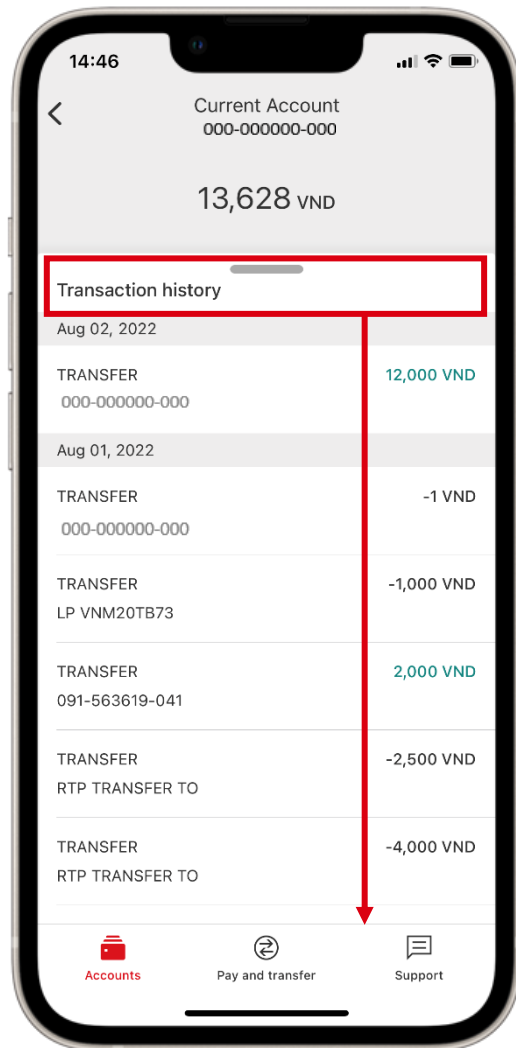 14:46
Current Account
000-000000-000
13,628 VND
Transaction history
Aug 02, 2022
TRANSFER 12,000 VND
000-000000-000
Aug 01, 2022
TRANSFER -1 VND
000-000000-000
TRANSFER -1,000 VND
LP VNM20TB73
TRANSFER 2,000 VND
091-563619-041
TRANSFER -2,500 VND
RTP TRANSFER TO
TRANSFER -4,000 VND
RTP TRANSFER TO
Accounts Pay and transfer Support